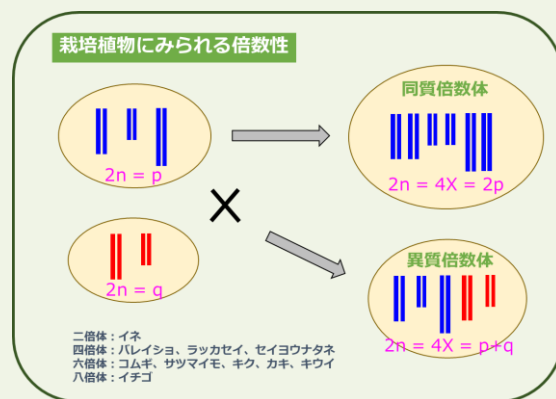 栽培植物にみられる倍数性
2n = p
同質倍数体
2n = 4X = 2p
X
2n = q
異質倍数体
2n = 4X = p+q
二倍体：イネ
四倍体：バレイショ、ラッカセイ、セイヨウナタネ
六倍体：コムギ、サツマイモ、キク、カキ、キウイ
八倍体：イチゴ